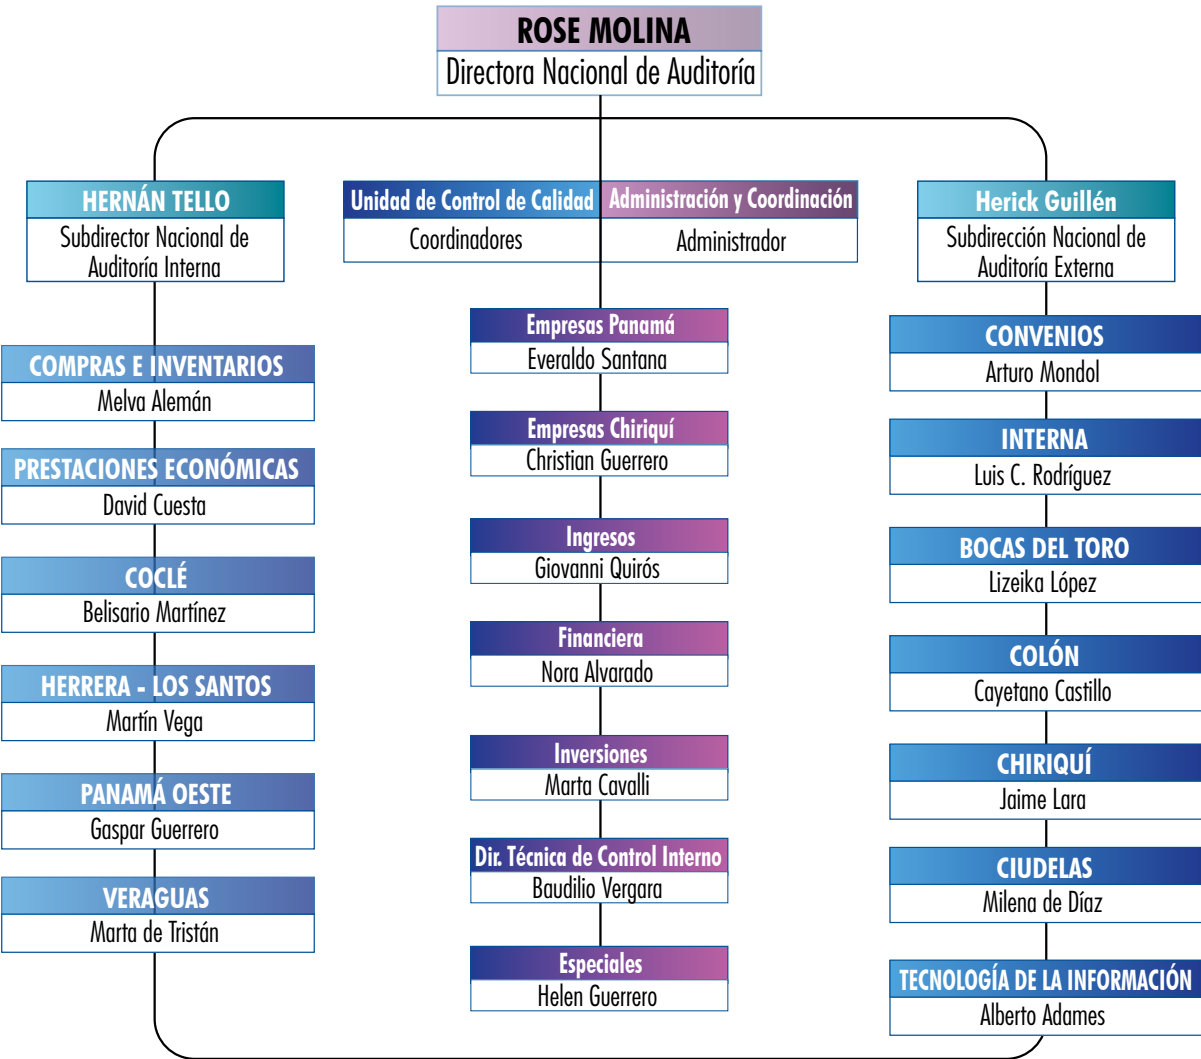 ROSE MOLINA
Directora Nacional de Auditoría
HERNÁN TELLO
Subdirector Nacional de
Auditoría Interna
COMPRAS E INVENTARIOS
Melva Alemán
PRESTACIONES ECONÓMICAS
David Cuesta
COCLÉ
Belisario Martínez
HERRERA - LOS SANTOS
Martín Vega
PANAMÁ OESTE
Gaspar Guerrero
VERAGUAS
Marta de Tristán
Unidad de Control de Calidad
Coordinadores
Administración y Coordinación
Administrador
Empresas Panamá
Everaldo Santana
Empresas Chiriquí
Christian Guerrero
Ingresos
Giovanni Quirós
Financiera
Nora Alvarado
Inversiones
Marta Cavalli
Dir. Técnica de Control Interno
Baudilio Vergara
Especiales
Helen Guerrero
Herick Guillén
Subdirección Nacional de
Auditoría Externa
CONVENIOS
Arturo Mondol
INTERNA
Luis C. Rodríguez
BOCAS DEL TORO
Lizeika López
COLÓN
Cayetano Castillo
CHIRIQUÍ
Jaime Lara
CIUDELAS
Milena de Díaz
TECNOLOGÍA DE LA INFORMACIÓN
Alberto Adames